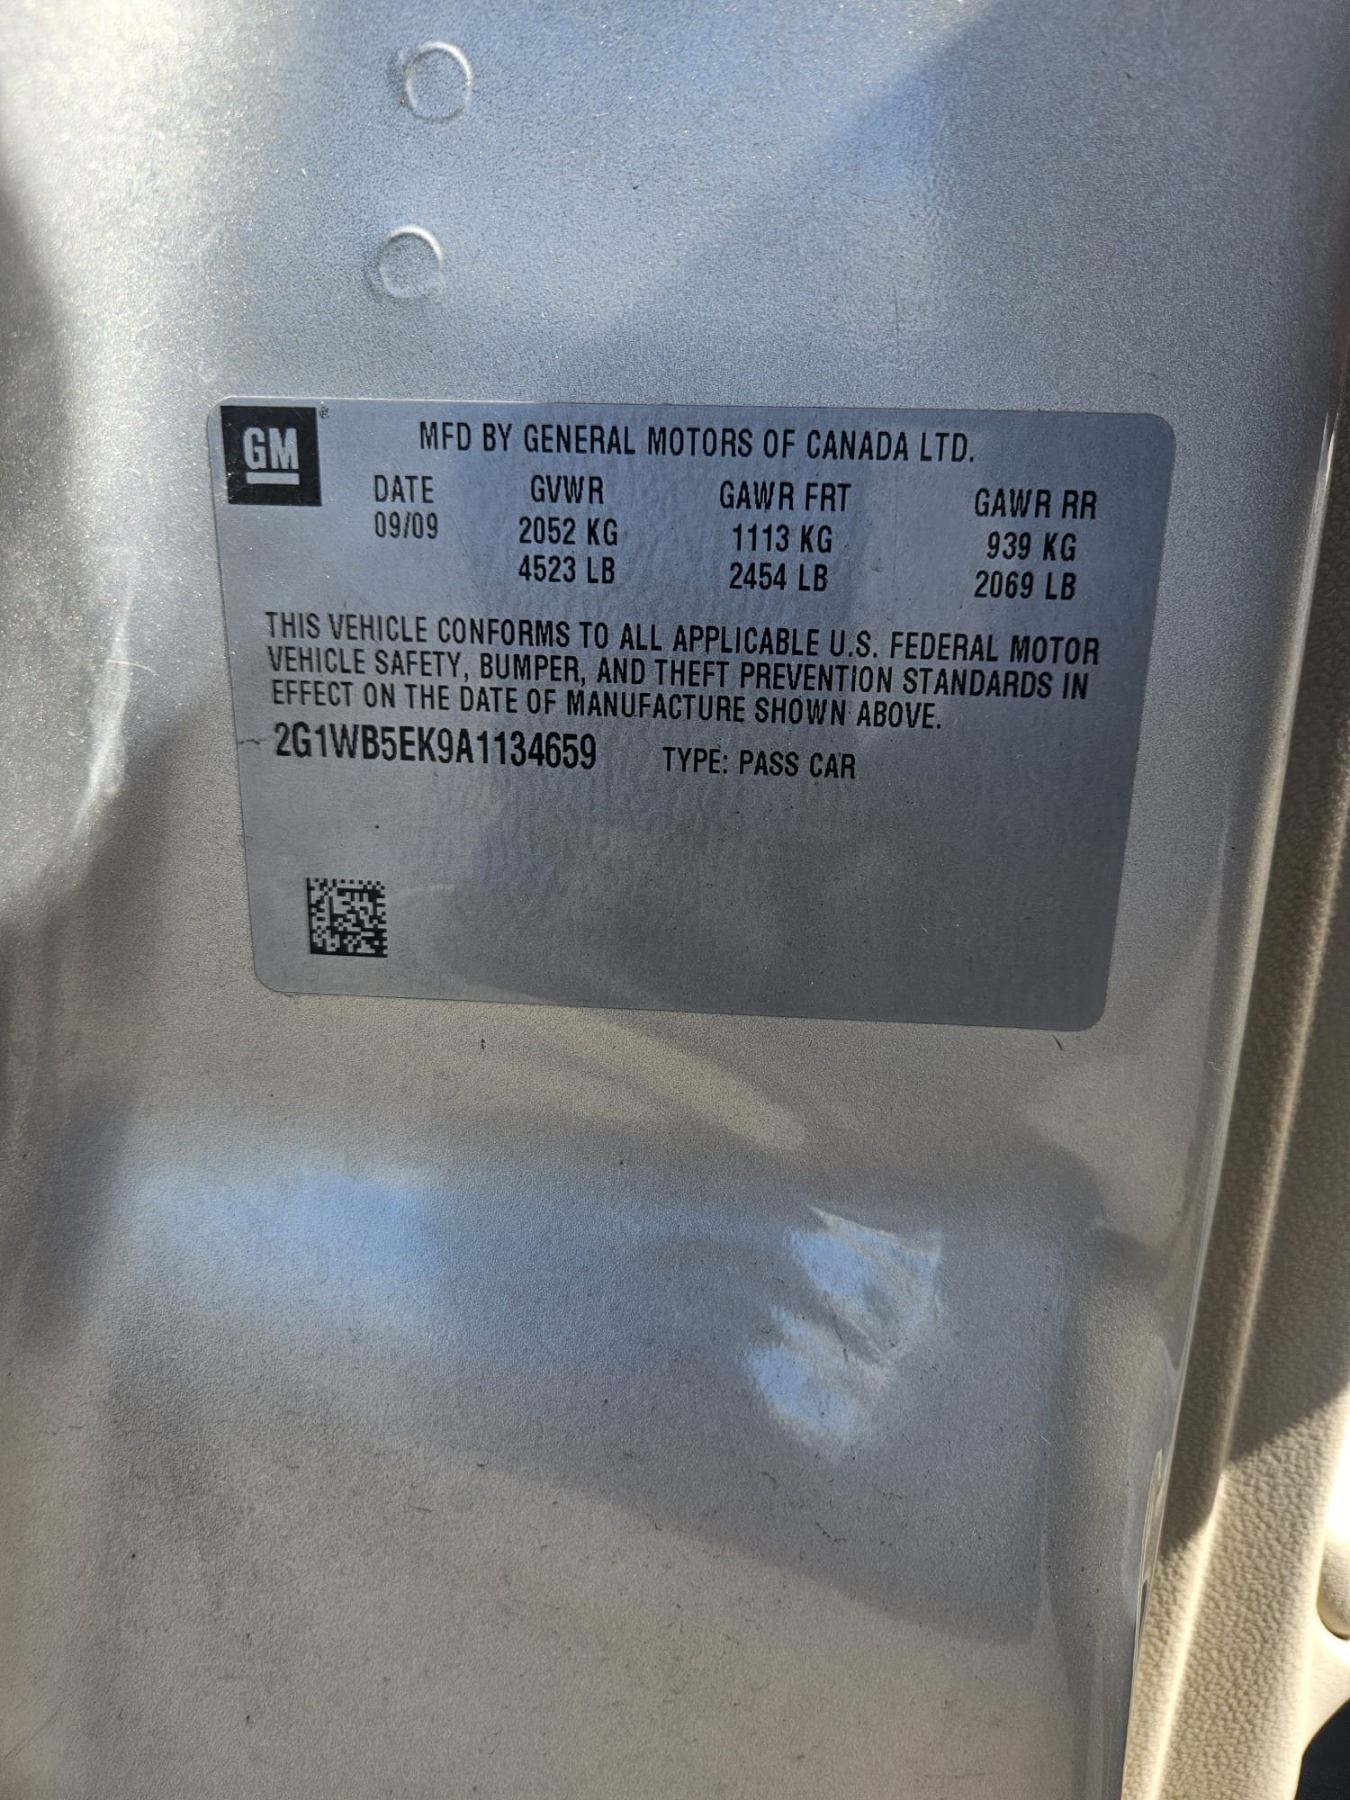 GM ®
MFD BY GENERAL MOTORS OF CANADA LTD.
DATE GVWR GAWR FRT GAWR RR
09/09 2052 KG 1113 KG 939 KG
4523 LB 2454 LB 2069 LB
THIS VEHICLE CONFORMS TO ALL APPLICABLE U.S. FEDERAL MOTOR
VEHICLE SAFETY, BUMPER, AND THEFT PREVENTION STANDARDS IN
EFFECT ON THE DATE OF MANUFACTURE SHOWN ABOVE.
2G1WB5EK9A1134659 TYPE: PASS CAR